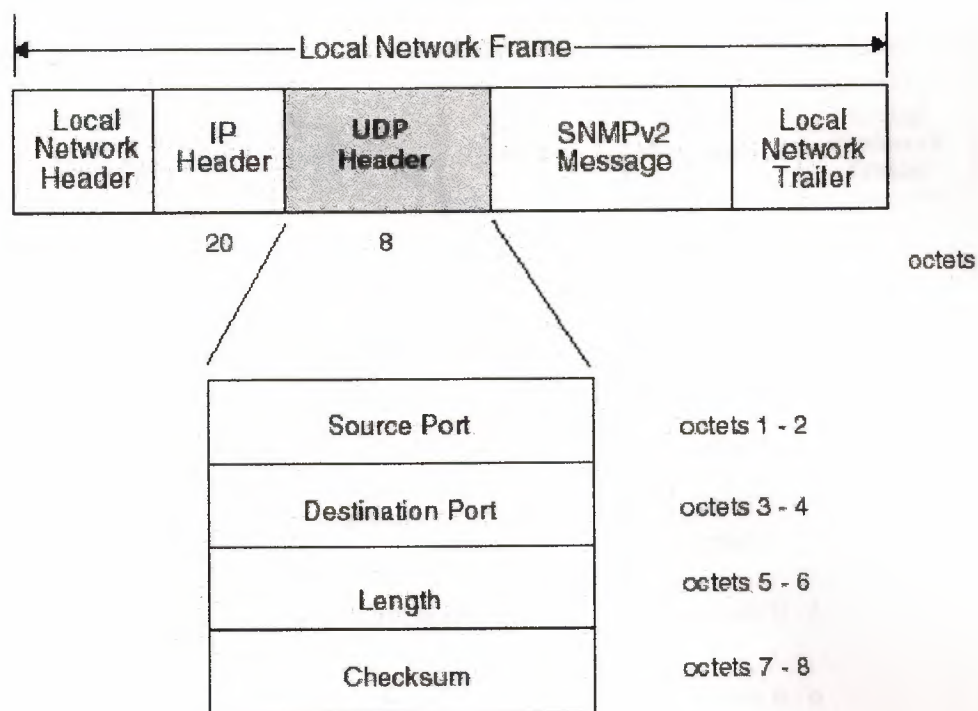 Local Network Frame
Local Network Header
IP Header
UDP Header
SNMPv2 Message
Local Network Trailer
20
8
octets
Source Port
octets 1 - 2
Destination Port
octets 3 - 4
Length
octets 5 - 6
Checksum
octets 7 - 8